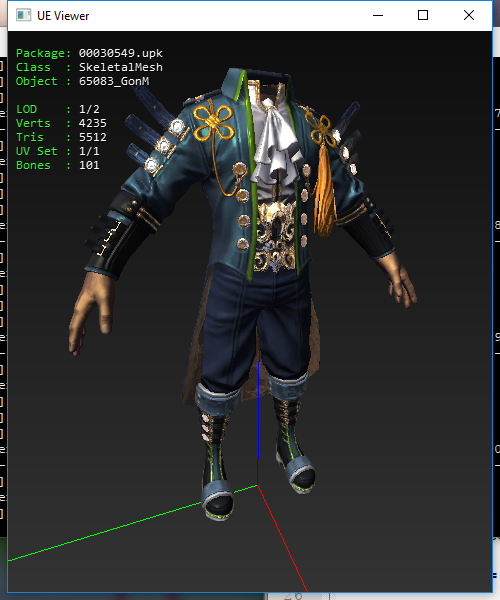 UE Viewer
Package: 00030549.upk
Class : SkeletalMesh
Object : 65083_GonM
LOD : 1/2
Verts : 4235
Tris : 5512
UV Set : 1/1
Bones : 101